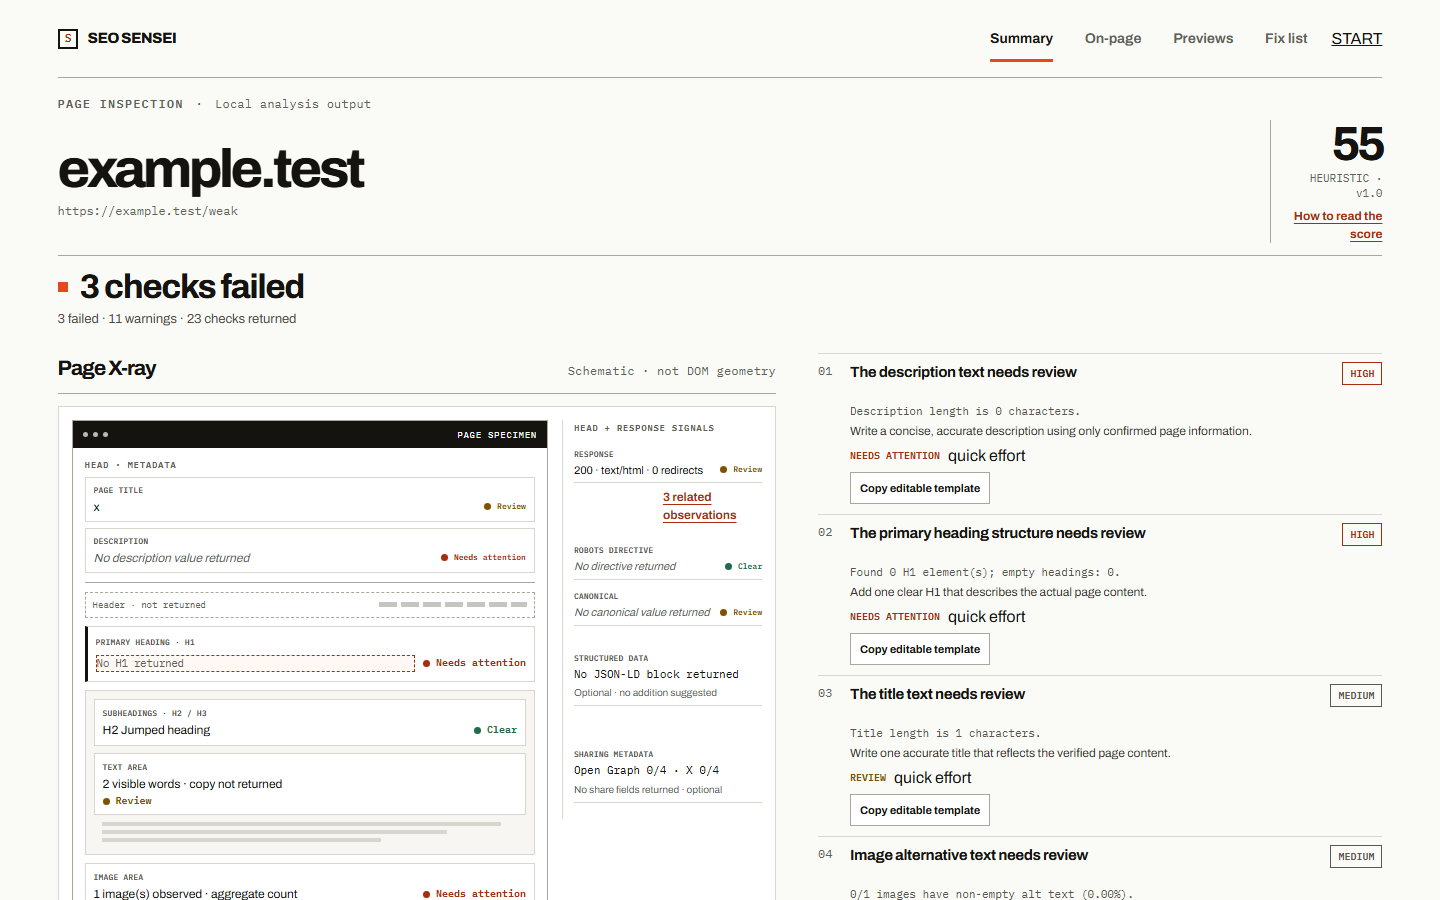 S SEO SENSEI
Summary On-page Previews Fix list START
PAGE INSPECTION · Local analysis output
example.test
https://example.test/weak
55
HEURISTIC ·
v1.0
How to read the
score
3 checks failed
3 failed · 11 warnings · 23 checks returned
Page X-ray
Schematic · not DOM geometry
PAGE SPECIMEN
HEAD · METADATA
PAGE TITLE
x
Review
DESCRIPTION
No description value returned
Needs attention
Header · not returned
PRIMARY HEADING · H1
No H1 returned
Needs attention
SUBHEADINGS · H2 / H3
H2 Jumped heading
Clear
TEXT AREA
2 visible words · copy not returned
Review
IMAGE AREA
1 image(s) observed · aggregate count
Needs attention
HEAD + RESPONSE SIGNALS
RESPONSE
200 · text/html · 0 redirects
Review
3 related
observations
ROBOTS DIRECTIVE
No directive returned
Clear
CANONICAL
No canonical value returned
Review
STRUCTURED DATA
No JSON-LD block returned
Optional · no addition suggested
SHARING METADATA
Open Graph 0/4 · X 0/4
No share fields returned · optional
01 The description text needs review HIGH
Description length is 0 characters.
Write a concise, accurate description using only confirmed page information.
NEEDS ATTENTION quick effort
Copy editable template
02 The primary heading structure needs review HIGH
Found 0 H1 element(s); empty headings: 0.
Add one clear H1 that describes the actual page content.
NEEDS ATTENTION quick effort
Copy editable template
03 The title text needs review MEDIUM
Title length is 1 characters.
Write one accurate title that reflects the verified page content.
REVIEW quick effort
Copy editable template
04 Image alternative text needs review MEDIUM
0/1 images have non-empty alt text (0.00%).